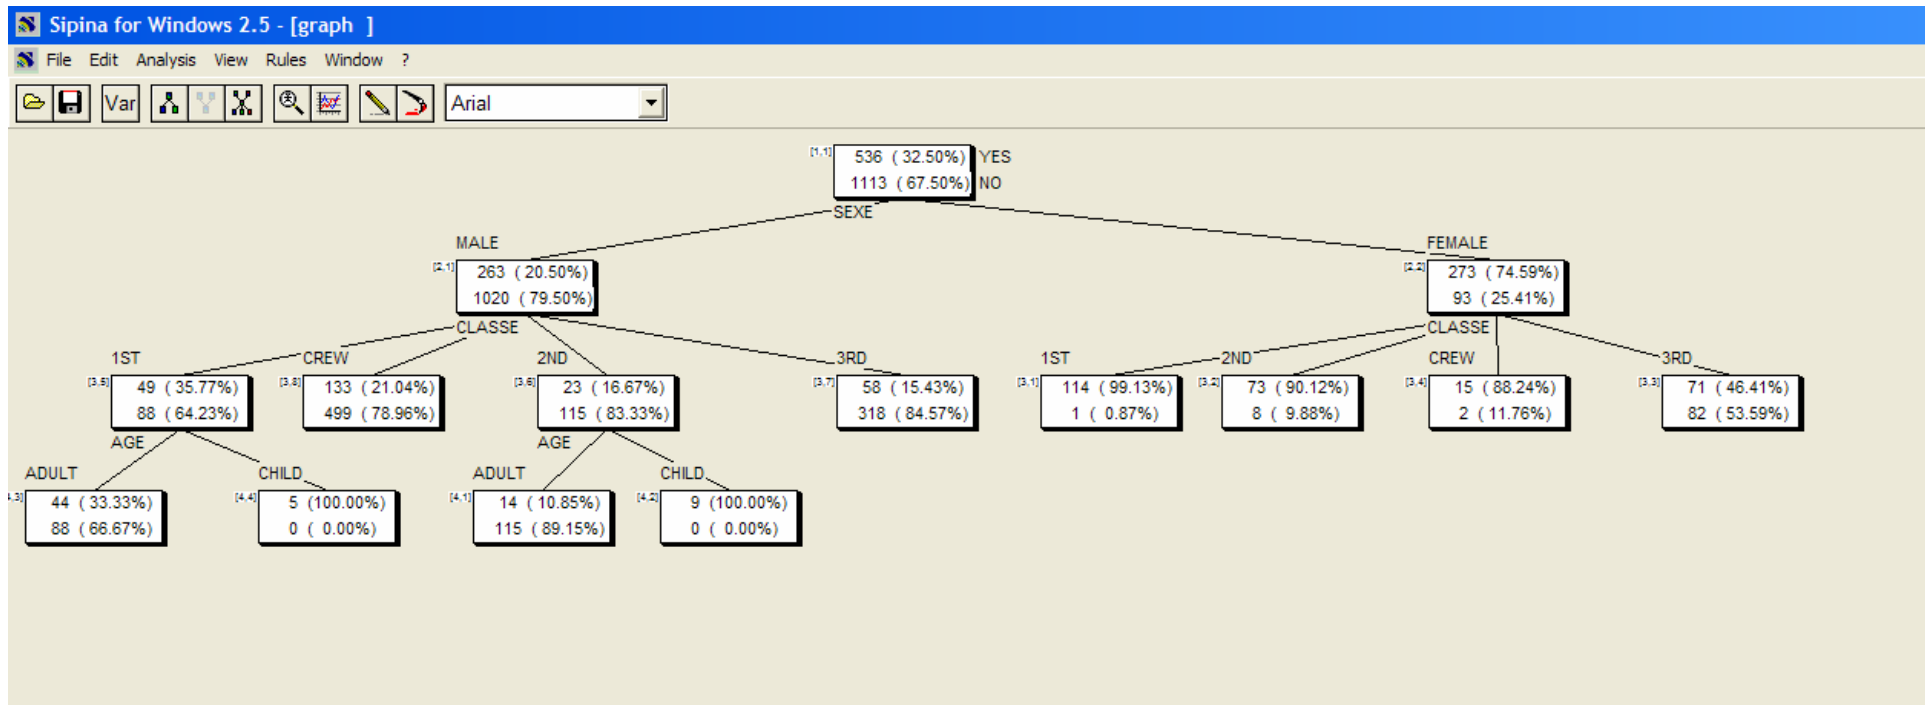 Sipina for Windows 2.5 - [graph ]
File Edit Analysis View Rules Window ?
Var Arial
[1,1] 536 ( 32.50%) YES
1113 ( 67.50%) NO
SEXE
MALE FEMALE
[2,1] 263 ( 20.50%) [2,2] 273 ( 74.59%)
1020 ( 79.50%) 93 ( 25.41%)
CLASSE CLASSE
1ST CREW 2ND 3RD 1ST 2ND CREW 3RD
[3,5] 49 ( 35.77%) [3,8] 133 ( 21.04%) [3,6] 23 ( 16.67%) [3,7] 58 ( 15.43%) [3,1] 114 ( 99.13%) [3,2] 73 ( 90.12%) [3,4] 15 ( 88.24%) [3,3] 71 ( 46.41%)
88 ( 64.23%) 499 ( 78.96%) 115 ( 83.33%) 318 ( 84.57%) 1 ( 0.87%) 8 ( 9.88%) 2 ( 11.76%) 82 ( 53.59%)
AGE AGE
ADULT CHILD ADULT CHILD
,3] 44 ( 33.33%) [4,4] 5 (100.00%) [4,1] 14 ( 10.85%) [4,2] 9 (100.00%)
88 ( 66.67%) 0 ( 0.00%) 115 ( 89.15%) 0 ( 0.00%)